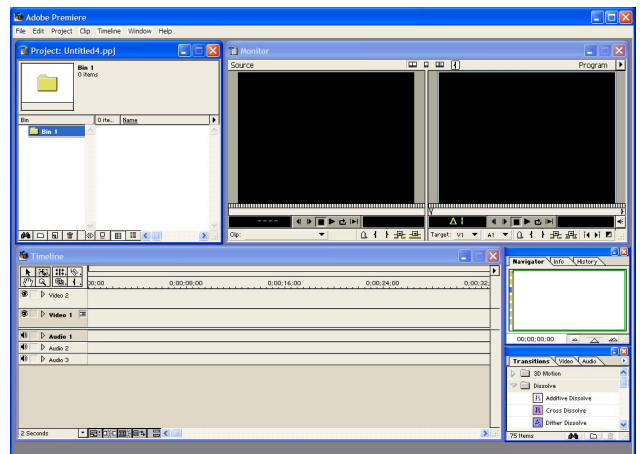 Adobe Premiere
File Edit Project Clip Timeline Window Help
Project: Untitled4.ppj
Bin 1
0 items
Bin 0 ite... Name
Bin 1
Monitor
Source Program
Clip: Target: V1 A1
Timeline
00;00 0;00;08;00 0;00;16;00 0;00;24;00 0;00;32;
Video 2
Video 1
Audio 1
Audio 2
Audio 3
2 Seconds
Navigator Info History
00;00;00;00
Transitions Video Audio
3D Motion
Dissolve
Additive Dissolve
Cross Dissolve
Dither Dissolve
75 Items